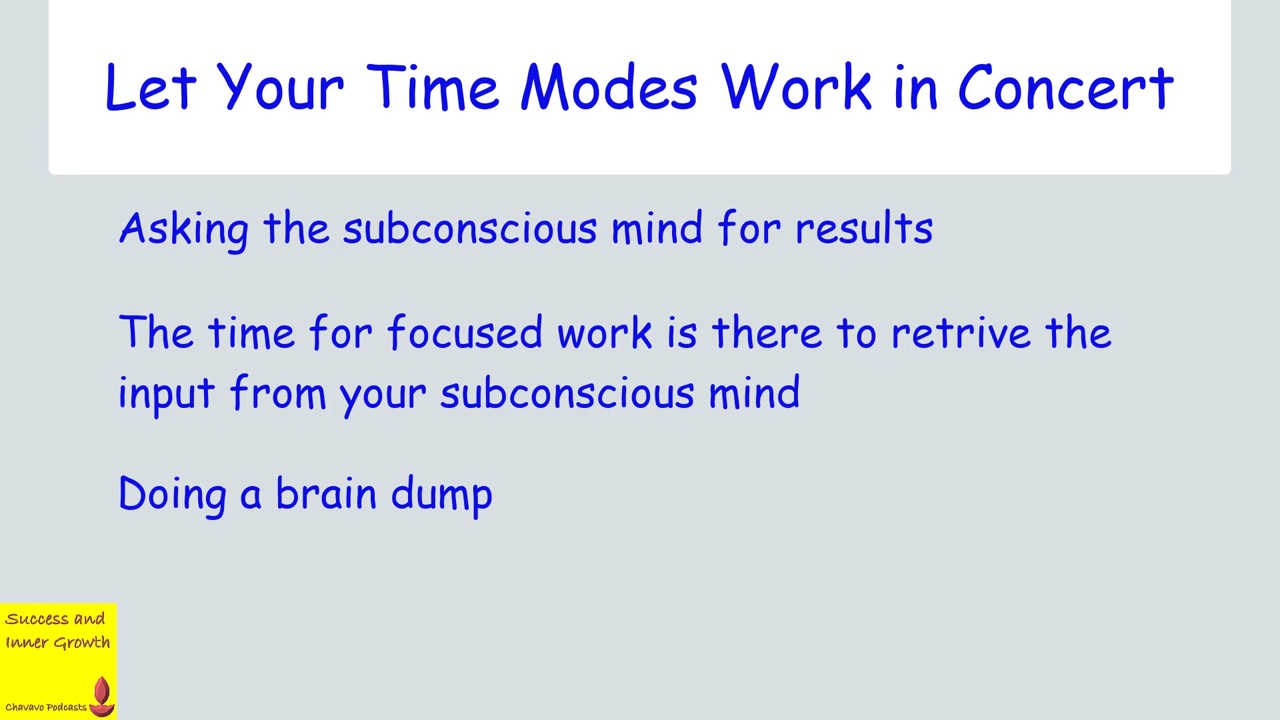 Let Your Time Modes Work in Concert
Asking the subconscious mind for results
The time for focused work is there to retrive the
input from your subconscious mind
Doing a brain dump
Success and
Inner Growth
Chavavo Podcasts